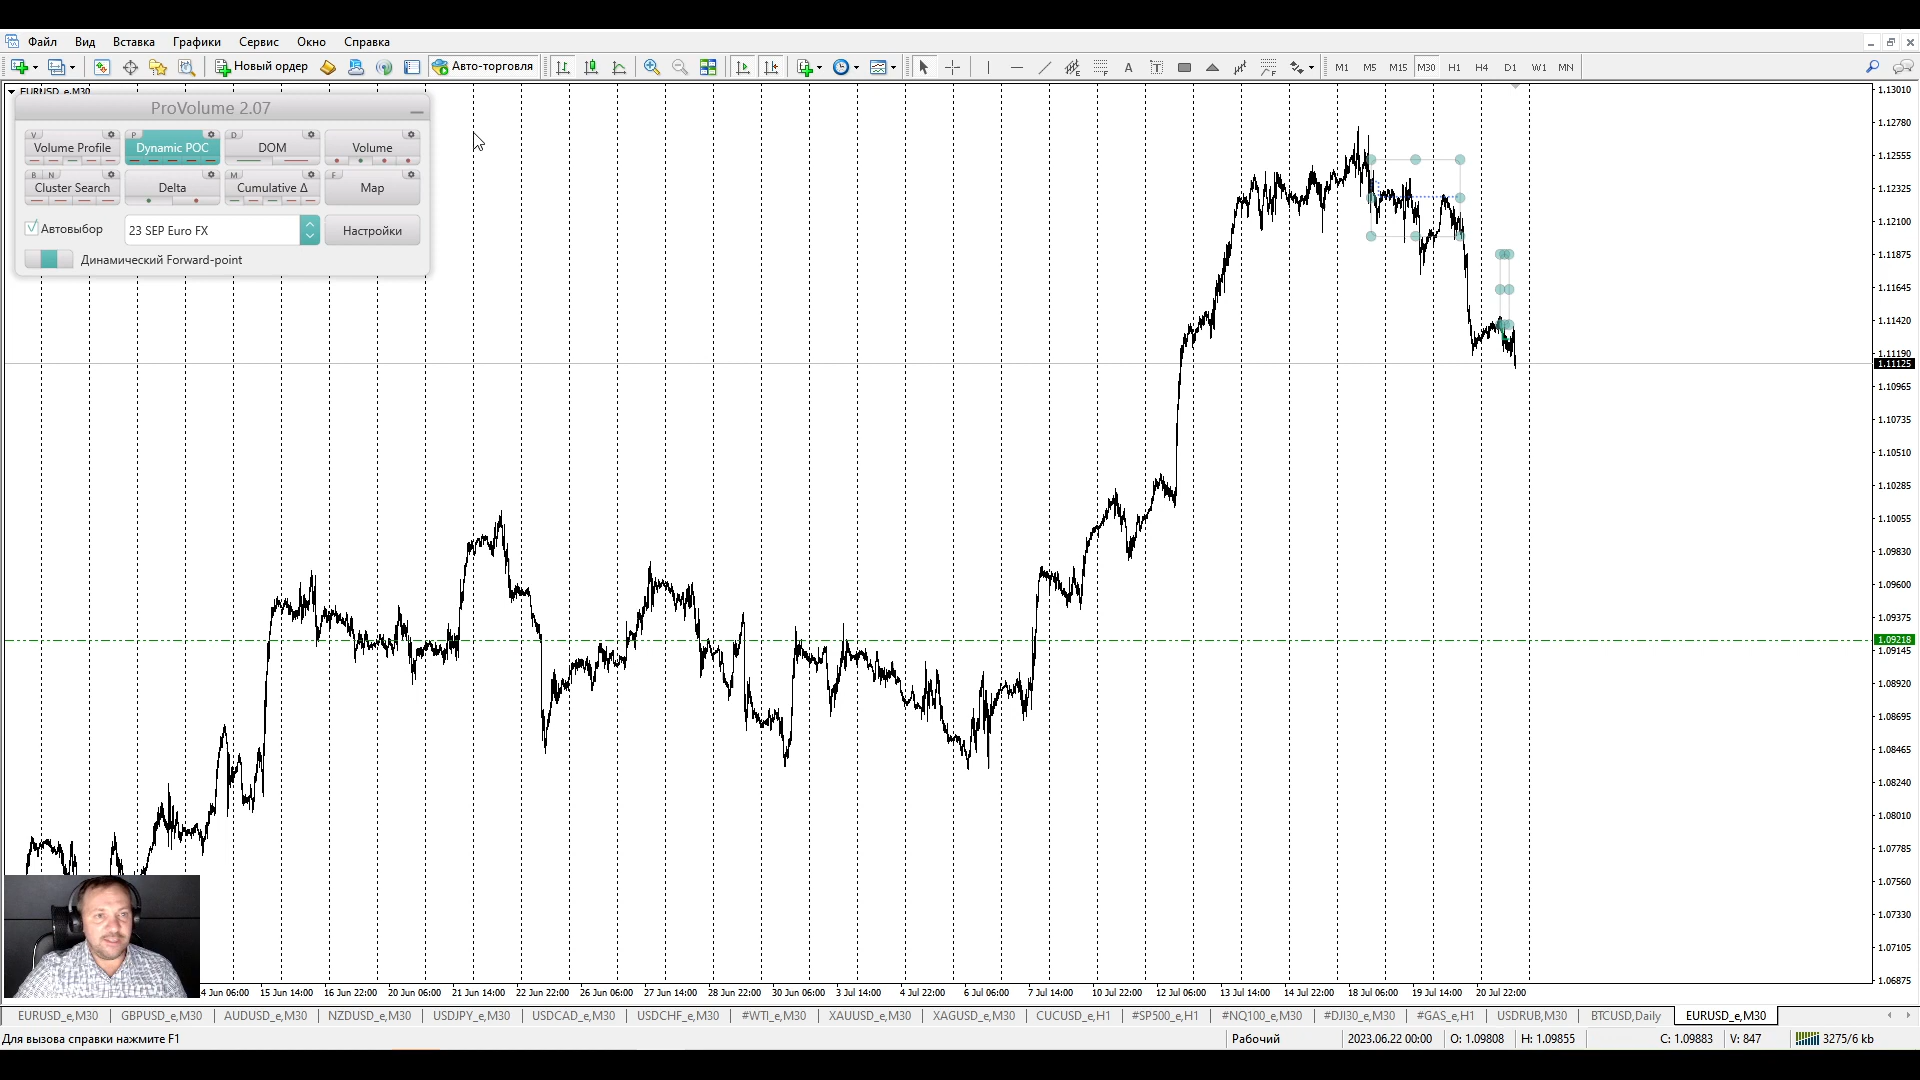 Файл Вид Вставка Графики Сервис Окно Справка
Новый ордер Авто-торговля A T M1 M5 M15 M30 H1 H4 D1 W1 MN
EURUSD_e,M30
ProVolume 2.07
V P D
Volume Profile Dynamic POC DOM Volume
B N M F
Cluster Search Delta Cumulative Δ Map
Автовыбор 23 SEP Euro FX Настройки
Динамический Forward-point
1.13010
1.12780
1.12555
1.12325
1.12100
1.11875
1.11645
1.11420
1.11190
1.11125
1.10965
1.10735
1.10510
1.10285
1.10055
1.09830
1.09600
1.09375
1.09218
1.09145
1.08920
1.08695
1.08465
1.08240
1.08010
1.07785
1.07560
1.07330
1.07105
1.06875
4 Jun 06:00 15 Jun 14:00 16 Jun 22:00 20 Jun 06:00 21 Jun 14:00 22 Jun 22:00 26 Jun 06:00 27 Jun 14:00 28 Jun 22:00 30 Jun 06:00 3 Jul 14:00 4 Jul 22:00 6 Jul 06:00 7 Jul 14:00 10 Jul 22:00 12 Jul 06:00 13 Jul 14:00 14 Jul 22:00 18 Jul 06:00 19 Jul 14:00 20 Jul 22:00
EURUSD_e,M30 GBPUSD_e,M30 AUDUSD_e,M30 NZDUSD_e,M30 USDJPY_e,M30 USDCAD_e,M30 USDCHF_e,M30 #WTI_e,M30 XAUUSD_e,M30 XAGUSD_e,M30 CUCUSD_e,H1 #SP500_e,H1 #NQ100_e,M30 #DJI30_e,M30 #GAS_e,H1 USDRUB,M30 BTCUSD,Daily EURUSD_e,M30
Для вызова справки нажмите F1 Рабочий 2023.06.22 00:00 O: 1.09808 H: 1.09855 C: 1.09883 V: 847 3275/6 kb